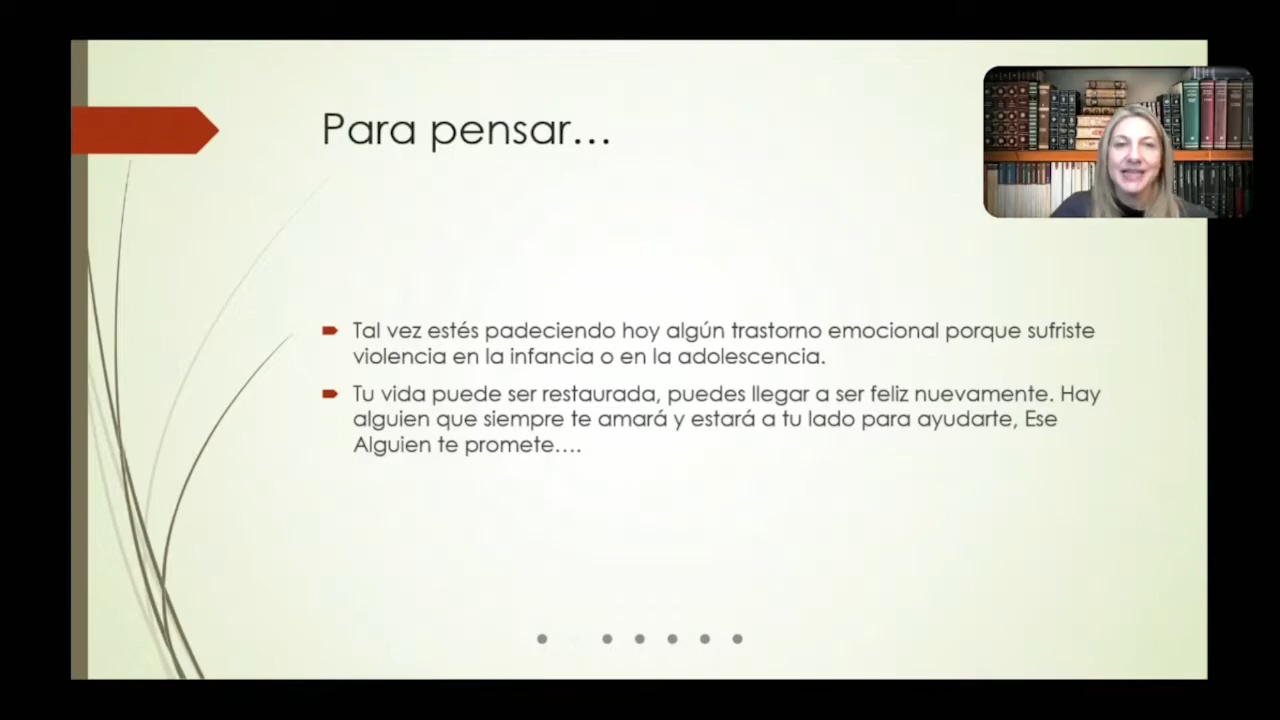 Para pensar...
Tal vez estés padeciendo hoy algún trastorno emocional porque sufriste
violencia en la infancia o en la adolescencia.
Tu vida puede ser restaurada, puedes llegar a ser feliz nuevamente. Hay
alguien que siempre te amará y estará a tu lado para ayudarte, Ese
Alguien te promete....